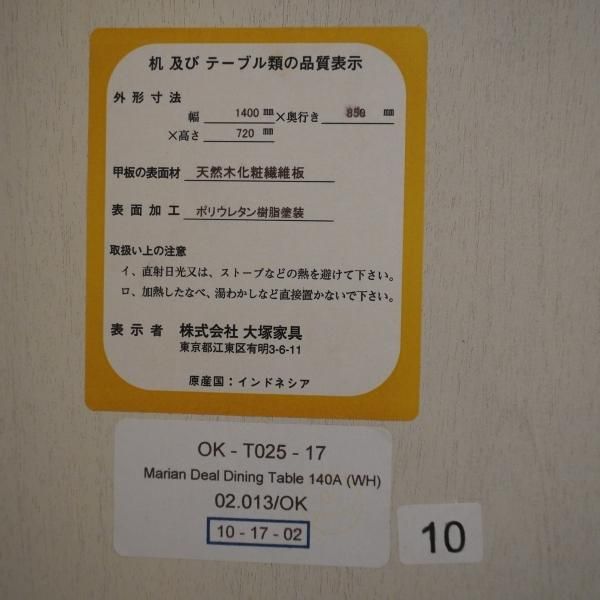 机 及び テーブル類の品質表示
外形寸法
幅 1400 mm ×奥行き 850 mm
×高さ 720 mm
甲板の表面材 天然木化粧繊維板
表面加工 ポリウレタン樹脂塗装
取扱い上の注意
イ、直射日光又は、ストーブなどの熱を避けて下さい。
ロ、加熱したなべ、湯わかしなど直接置かないで下さい。
表示者 株式会社 大塚家具
東京都江東区有明3-6-11
原産国：インドネシア
OK - T025 - 17
Marian Deal Dining Table 140A (WH)
02.013/OK
10 - 17 - 02
10